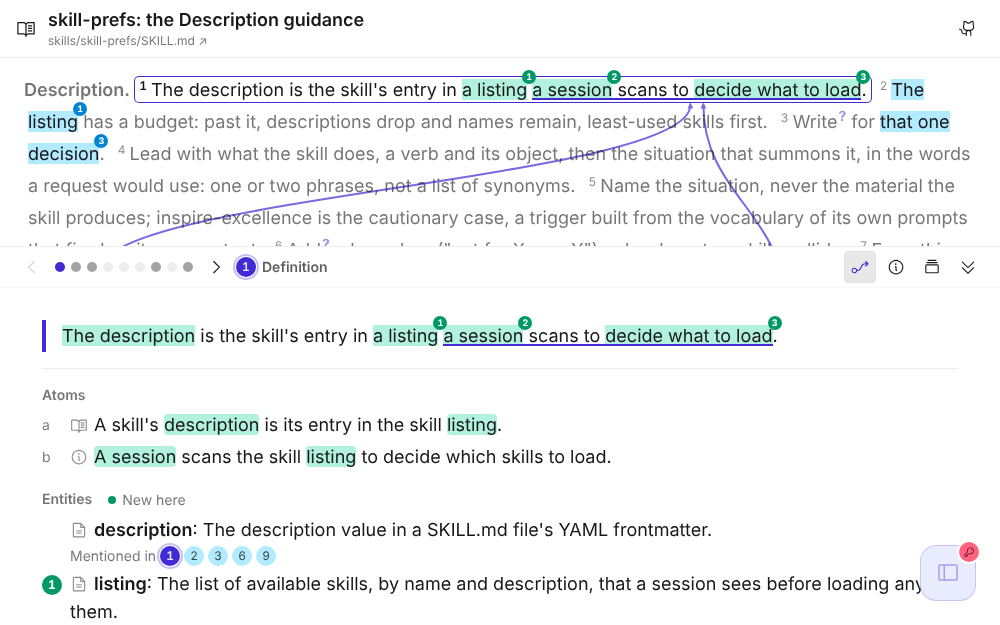 skill-prefs: the Description guidance
skills/skill-prefs/SKILL.md ↗
Description. 1 The description is the skill's entry in a listing 1 a session 2 scans to decide what to load. 3 2 The
listing 1 has a budget: past it, descriptions drop and names remain, least-used skills first. 3 Write? for that one
decision 3. 4 Lead with what the skill does, a verb and its object, then the situation that summons it, in the words
a request would use: one or two phrases, not a list of synonyms. 5 Name the situation, never the material the
skill produces; inspire-excellence is the cautionary case, a trigger built from the vocabulary of its own prompts
1 Definition
The description is the skill's entry in a listing 1 a session 2 scans to decide what to load. 3
Atoms
a A skill's description is its entry in the skill listing.
b A session scans the skill listing to decide which skills to load.
Entities New here
description: The description value in a SKILL.md file's YAML frontmatter.
Mentioned in 1 2 3 6 9
1 listing: The list of available skills, by name and description, that a session sees before loading any
them.